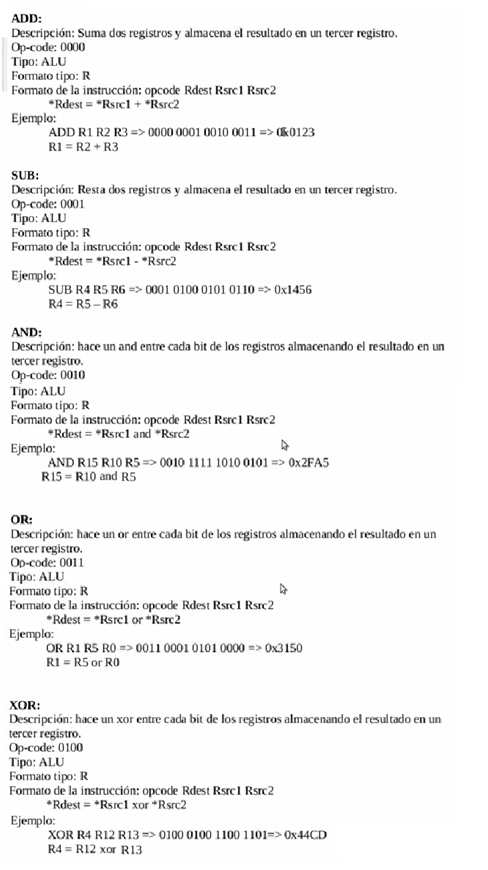 ADD:
Descripción: Suma dos registros y almacena el resultado en un tercer registro.
Op-code: 0000
Tipo: ALU
Formato tipo: R
Formato de la instrucción: opcode Rdest Rsrc1 Rsrc2
*Rdest = *Rsrc1 + *Rsrc2
Ejemplo:
ADD R1 R2 R3 => 0000 0001 0010 0011 => 0x0123
R1 = R2 + R3
SUB:
Descripción: Resta dos registros y almacena el resultado en un tercer registro.
Op-code: 0001
Tipo: ALU
Formato tipo: R
Formato de la instrucción: opcode Rdest Rsrc1 Rsrc2
*Rdest = *Rsrc1 - *Rsrc2
Ejemplo:
SUB R4 R5 R6 => 0001 0100 0101 0110 => 0x1456
R4 = R5 – R6
AND:
Descripción: hace un and entre cada bit de los registros almacenando el resultado en un
tercer registro.
Op-code: 0010
Tipo: ALU
Formato tipo: R
Formato de la instrucción: opcode Rdest Rsrc1 Rsrc2
*Rdest = *Rsrc1 and *Rsrc2
Ejemplo:
AND R15 R10 R5 => 0010 1111 1010 0101 => 0x2FA5
R15 = R10 and R5
OR:
Descripción: hace un or entre cada bit de los registros almacenando el resultado en un
tercer registro.
Op-code: 0011
Tipo: ALU
Formato tipo: R
Formato de la instrucción: opcode Rdest Rsrc1 Rsrc2
*Rdest = *Rsrc1 or *Rsrc2
Ejemplo:
OR R1 R5 R0 => 0011 0001 0101 0000 => 0x3150
R1 = R5 or R0
XOR:
Descripción: hace un xor entre cada bit de los registros almacenando el resultado en un
tercer registro.
Op-code: 0100
Tipo: ALU
Formato tipo: R
Formato de la instrucción: opcode Rdest Rsrc1 Rsrc2
*Rdest = *Rsrc1 xor *Rsrc2
Ejemplo:
XOR R4 R12 R13 => 0100 0100 1100 1101=> 0x44CD
R4 = R12 xor R13